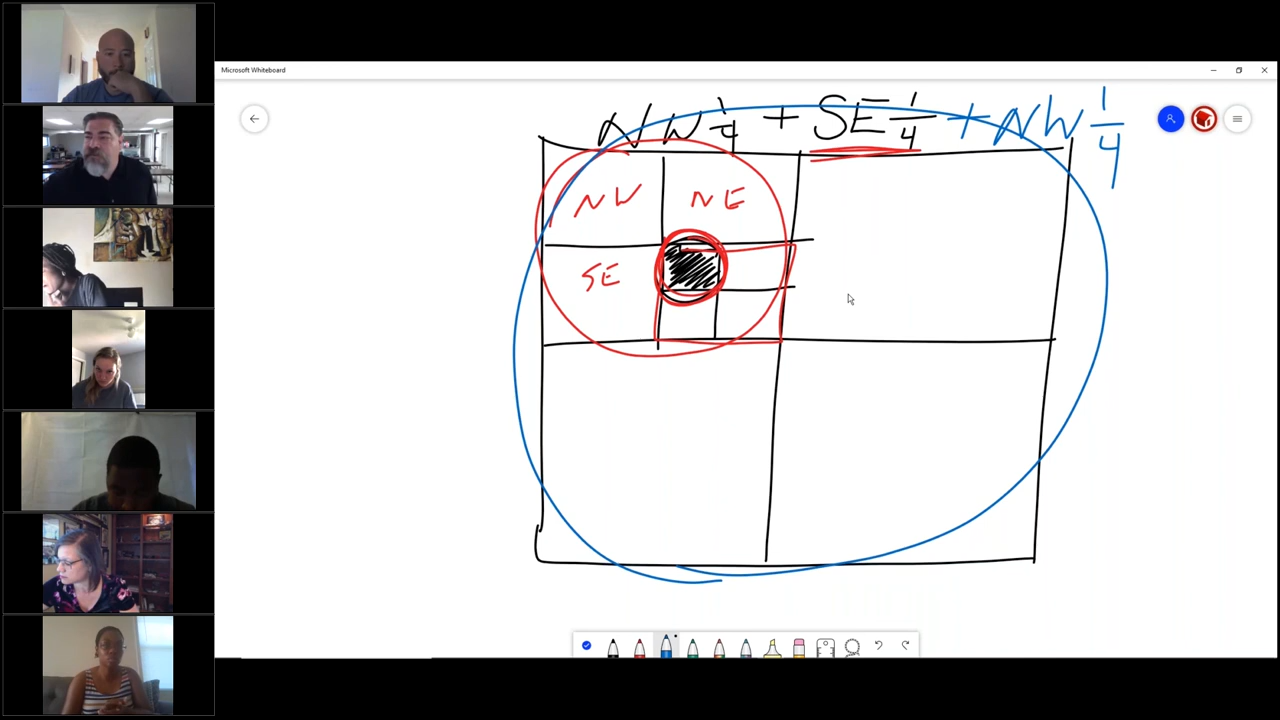 Microsoft Whiteboard
NW 1/4 + SE 1/4 + NW 1/4
NW NE
SE